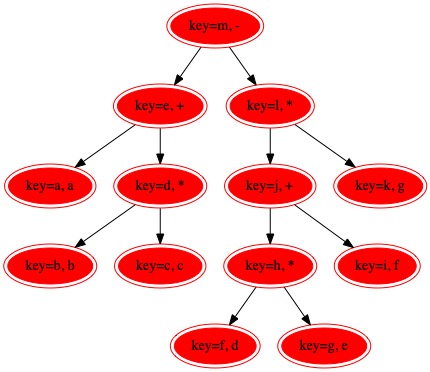 key=m, -
key=e, +
key=l, *
key=a, a
key=d, *
key=j, +
key=k, g
key=b, b
key=c, c
key=h, *
key=i, f
key=f, d
key=g, e